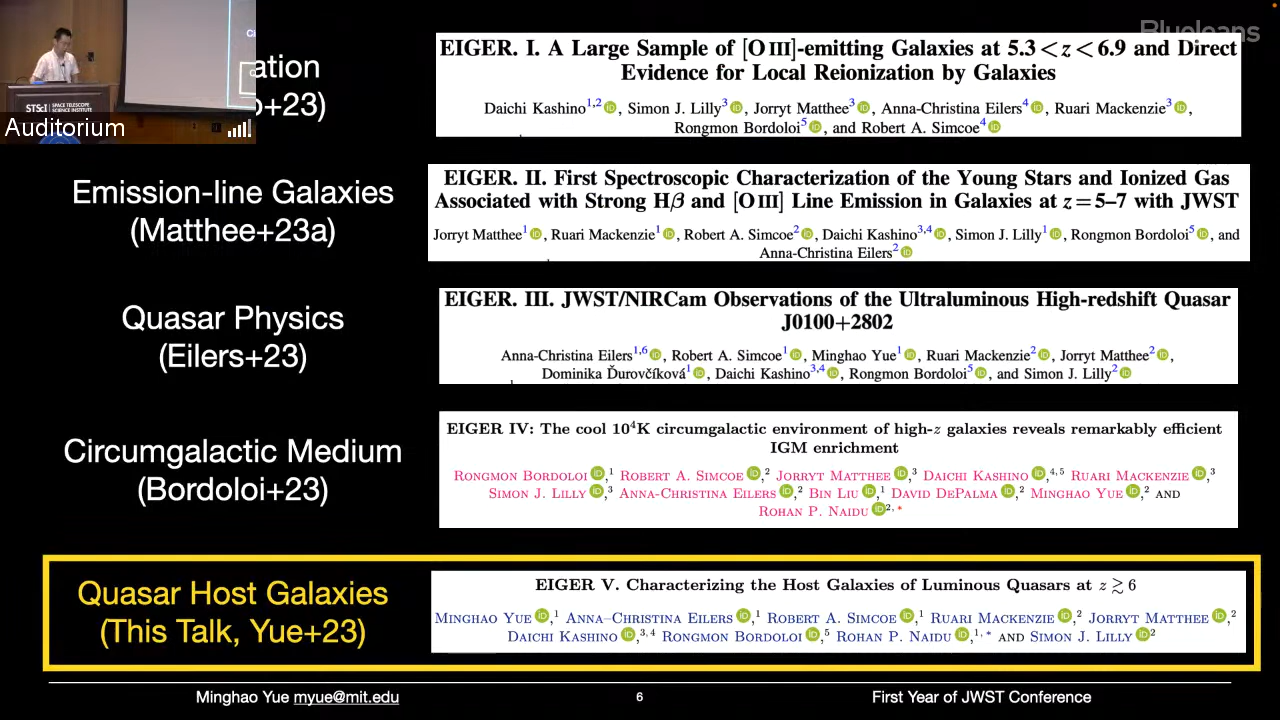 BlueJeans
ation
o+23)
STScI | SPACE TELESCOPE SCIENCE INSTITUTE
Auditorium
EIGER. I. A Large Sample of [O III]-emitting Galaxies at 5.3 < z < 6.9 and Direct
Evidence for Local Reionization by Galaxies
Daichi Kashino1,2, Simon J. Lilly3, Jorryt Matthee3, Anna-Christina Eilers4, Ruari Mackenzie3,
Rongmon Bordoloi5, and Robert A. Simcoe4
Emission-line Galaxies
(Matthee+23a)
EIGER. II. First Spectroscopic Characterization of the Young Stars and Ionized Gas
Associated with Strong Hβ and [O III] Line Emission in Galaxies at z = 5–7 with JWST
Jorryt Matthee1, Ruari Mackenzie1, Robert A. Simcoe2, Daichi Kashino3,4, Simon J. Lilly1, Rongmon Bordoloi5, and
Anna-Christina Eilers2
Quasar Physics
(Eilers+23)
EIGER. III. JWST/NIRCam Observations of the Ultraluminous High-redshift Quasar
J0100+2802
Anna-Christina Eilers1,6, Robert A. Simcoe1, Minghao Yue1, Ruari Mackenzie2, Jorryt Matthee2,
Dominika Ďurovčíková1, Daichi Kashino3,4, Rongmon Bordoloi5, and Simon J. Lilly2
Circumgalactic Medium
(Bordoloi+23)
EIGER IV: The cool 10⁴K circumgalactic environment of high-z galaxies reveals remarkably efficient
IGM enrichment
Rongmon Bordoloi,1 Robert A. Simcoe,2 Jorryt Matthee,3 Daichi Kashino,4,5 Ruari Mackenzie,3
Simon J. Lilly,3 Anna-Christina Eilers,2 Bin Liu,1 David DePalma,2 Minghao Yue,2 and
Rohan P. Naidu2,*
Quasar Host Galaxies
(This Talk, Yue+23)
EIGER V. Characterizing the Host Galaxies of Luminous Quasars at z ≳ 6
Minghao Yue,1 Anna–Christina Eilers,1 Robert A. Simcoe,1 Ruari Mackenzie,2 Jorryt Matthee,2
Daichi Kashino,3,4 Rongmon Bordoloi,5 Rohan P. Naidu,1,* and Simon J. Lilly2
Minghao Yue myue@mit.edu
6
First Year of JWST Conference